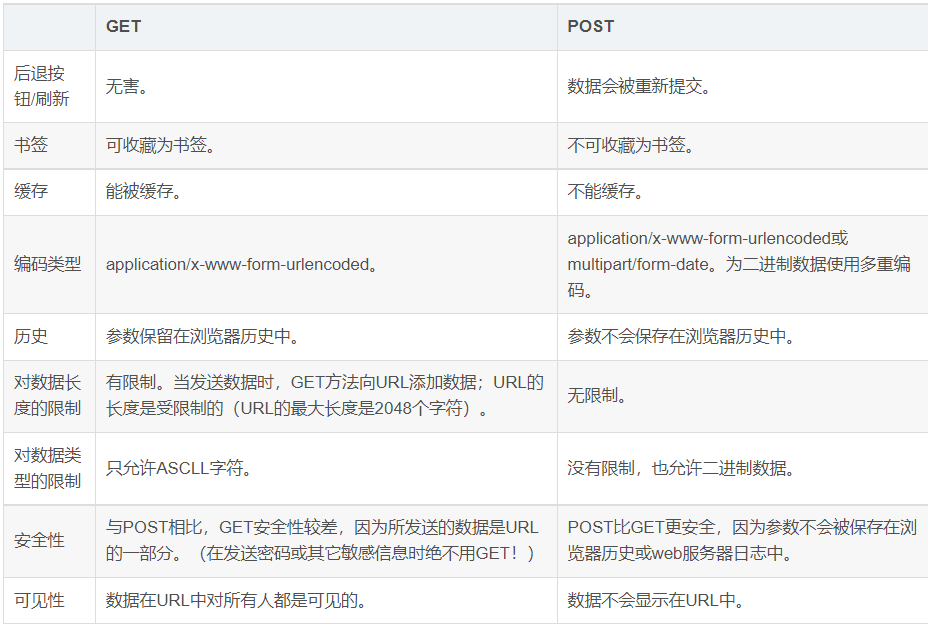 GET
POST
后退按
钮/刷新
无害。
数据会被重新提交。
书签
可收藏为书签。
不可收藏为书签。
缓存
能被缓存。
不能缓存。
编码类型
application/x-www-form-urlencoded。
application/x-www-form-urlencoded或
multipart/form-date。为二进制数据使用多重编
码。
历史
参数保留在浏览器历史中。
参数不会保存在浏览器历史中。
对数据长
度的限制
有限制。当发送数据时，GET方法向URL添加数据；URL的
长度是受限制的（URL的最大长度是2048个字符）。
无限制。
对数据类
型的限制
只允许ASCLL字符。
没有限制，也允许二进制数据。
安全性
与POST相比，GET安全性较差，因为所发送的数据是URL
的一部分。（在发送密码或其它敏感信息时绝不用GET！）
POST比GET更安全，因为参数不会被保存在浏
览器历史或web服务器日志中。
可见性
数据在URL中对所有人都是可见的。
数据不会显示在URL中。